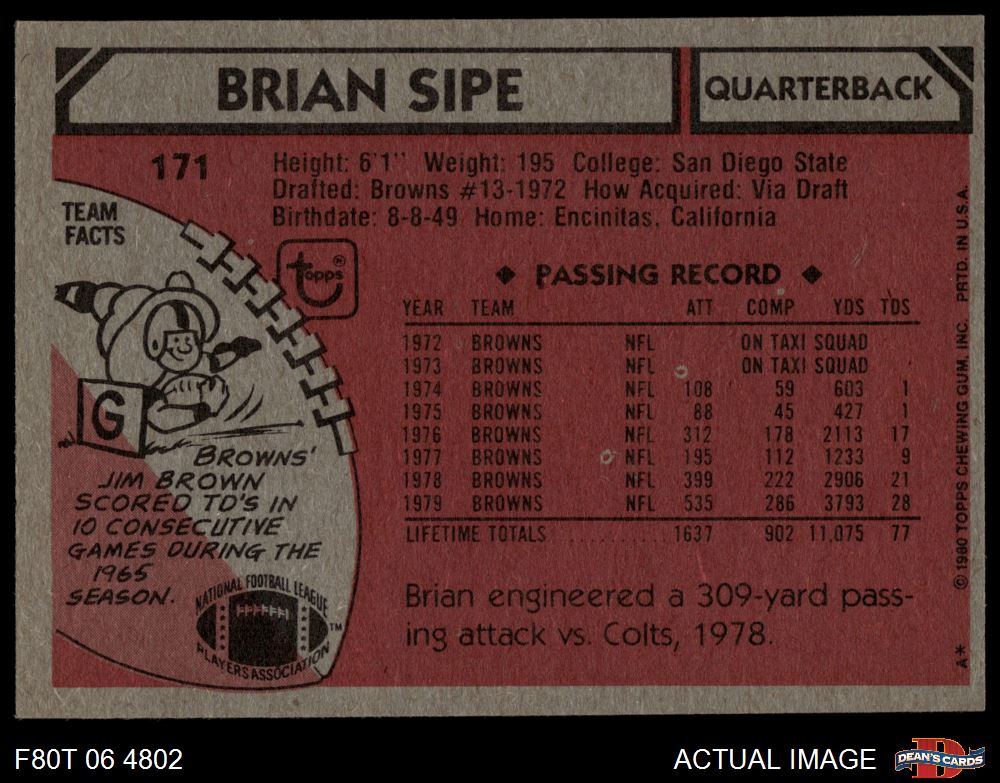 BRIAN SIPE
QUARTERBACK
171
Height: 6'1" Weight: 195 College: San Diego State
Drafted: Browns #13-1972 How Acquired: Via Draft
Birthdate: 8-8-49 Home: Encinitas, California
TEAM
FACTS
topps®
G
BROWNS'
JIM BROWN
SCORED TD'S IN
10 CONSECUTIVE
GAMES DURING THE
1965
SEASON.
NATIONAL FOOTBALL LEAGUE
PLAYERS ASSOCIATION
TM
◆ PASSING RECORD ◆
YEAR TEAM ATT COMP YDS TDS
1972 BROWNS NFL ON TAXI SQUAD
1973 BROWNS NFL ON TAXI SQUAD
1974 BROWNS NFL 108 59 603 1
1975 BROWNS NFL 88 45 427 1
1976 BROWNS NFL 312 178 2113 17
1977 BROWNS NFL 195 112 1233 9
1978 BROWNS NFL 399 222 2906 21
1979 BROWNS NFL 535 286 3793 28
LIFETIME TOTALS .......... 1637 902 11,075 77
Brian engineered a 309-yard pass-
ing attack vs. Colts, 1978.
A* © 1980 TOPPS CHEWING GUM, INC. PRTD. IN U.S.A.
F80T 06 4802
ACTUAL IMAGE
D
DEAN'S CARDS